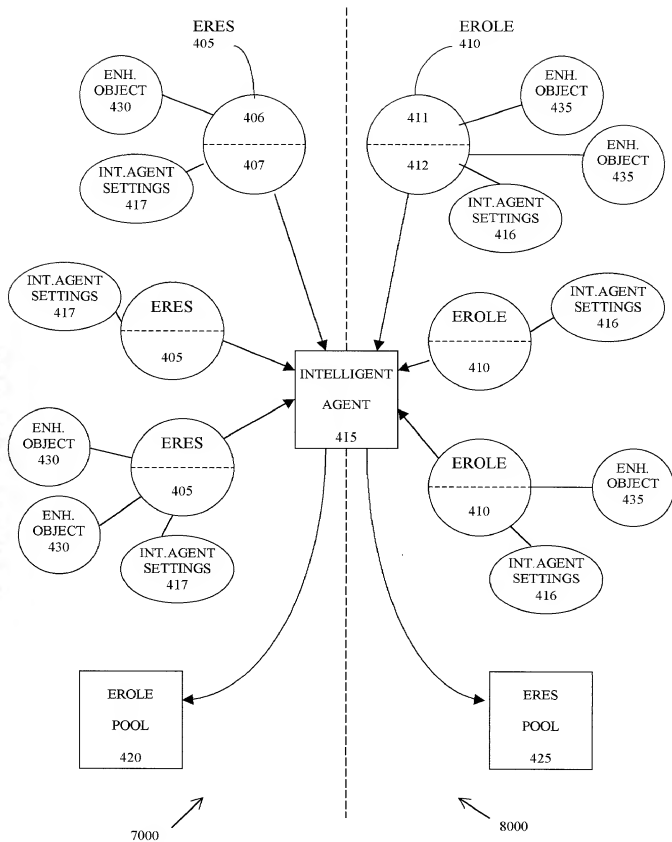 ERES
405
EROLE
410
ENH.
OBJECT
430
406
407
INT.AGENT
SETTINGS
417
411
412
ENH.
OBJECT
435
ENH.
OBJECT
435
INT.AGENT
SETTINGS
416
INT.AGENT
SETTINGS
417
ERES
405
EROLE
410
INT.AGENT
SETTINGS
416
INTELLIGENT
AGENT
415
ENH.
OBJECT
430
ENH.
OBJECT
430
ERES
405
INT.AGENT
SETTINGS
417
EROLE
410
ENH.
OBJECT
435
INT.AGENT
SETTINGS
416
EROLE
POOL
420
ERES
POOL
425
7000
8000